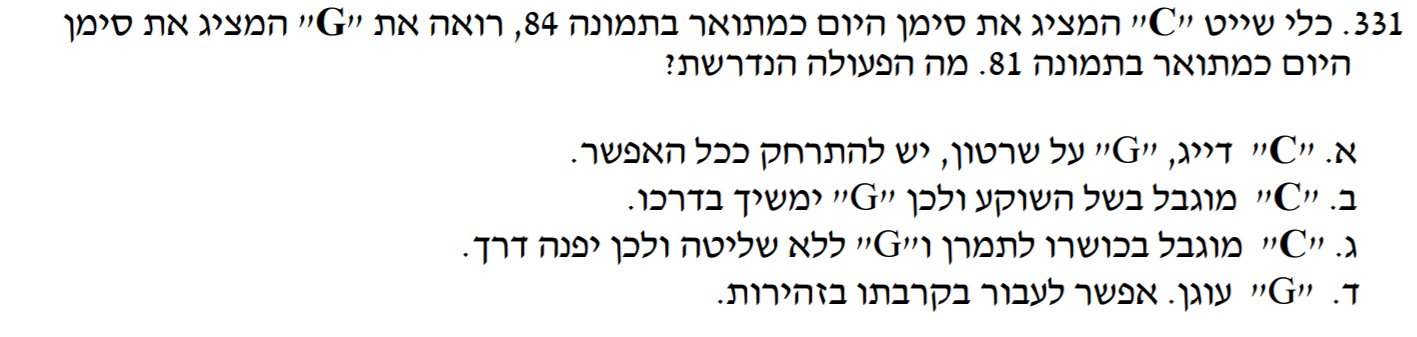 331. כלי שייט "C" המציג את סימן היום כמתואר בתמונה 84, רואה את "G" המציג את סימן
היום כמתואר בתמונה 81. מה הפעולה הנדרשת?
א. "C" דייג, "G" על שרטון, יש להתרחק ככל האפשר.
ב. "C" מוגבל בשל השוקע ולכן "G" ימשיך בדרכו.
ג. "C" מוגבל בכושרו לתמרן ו"G" ללא שליטה ולכן יפנה דרך.
ד. "G" עוגן. אפשר לעבור בקרבתו בזהירות.